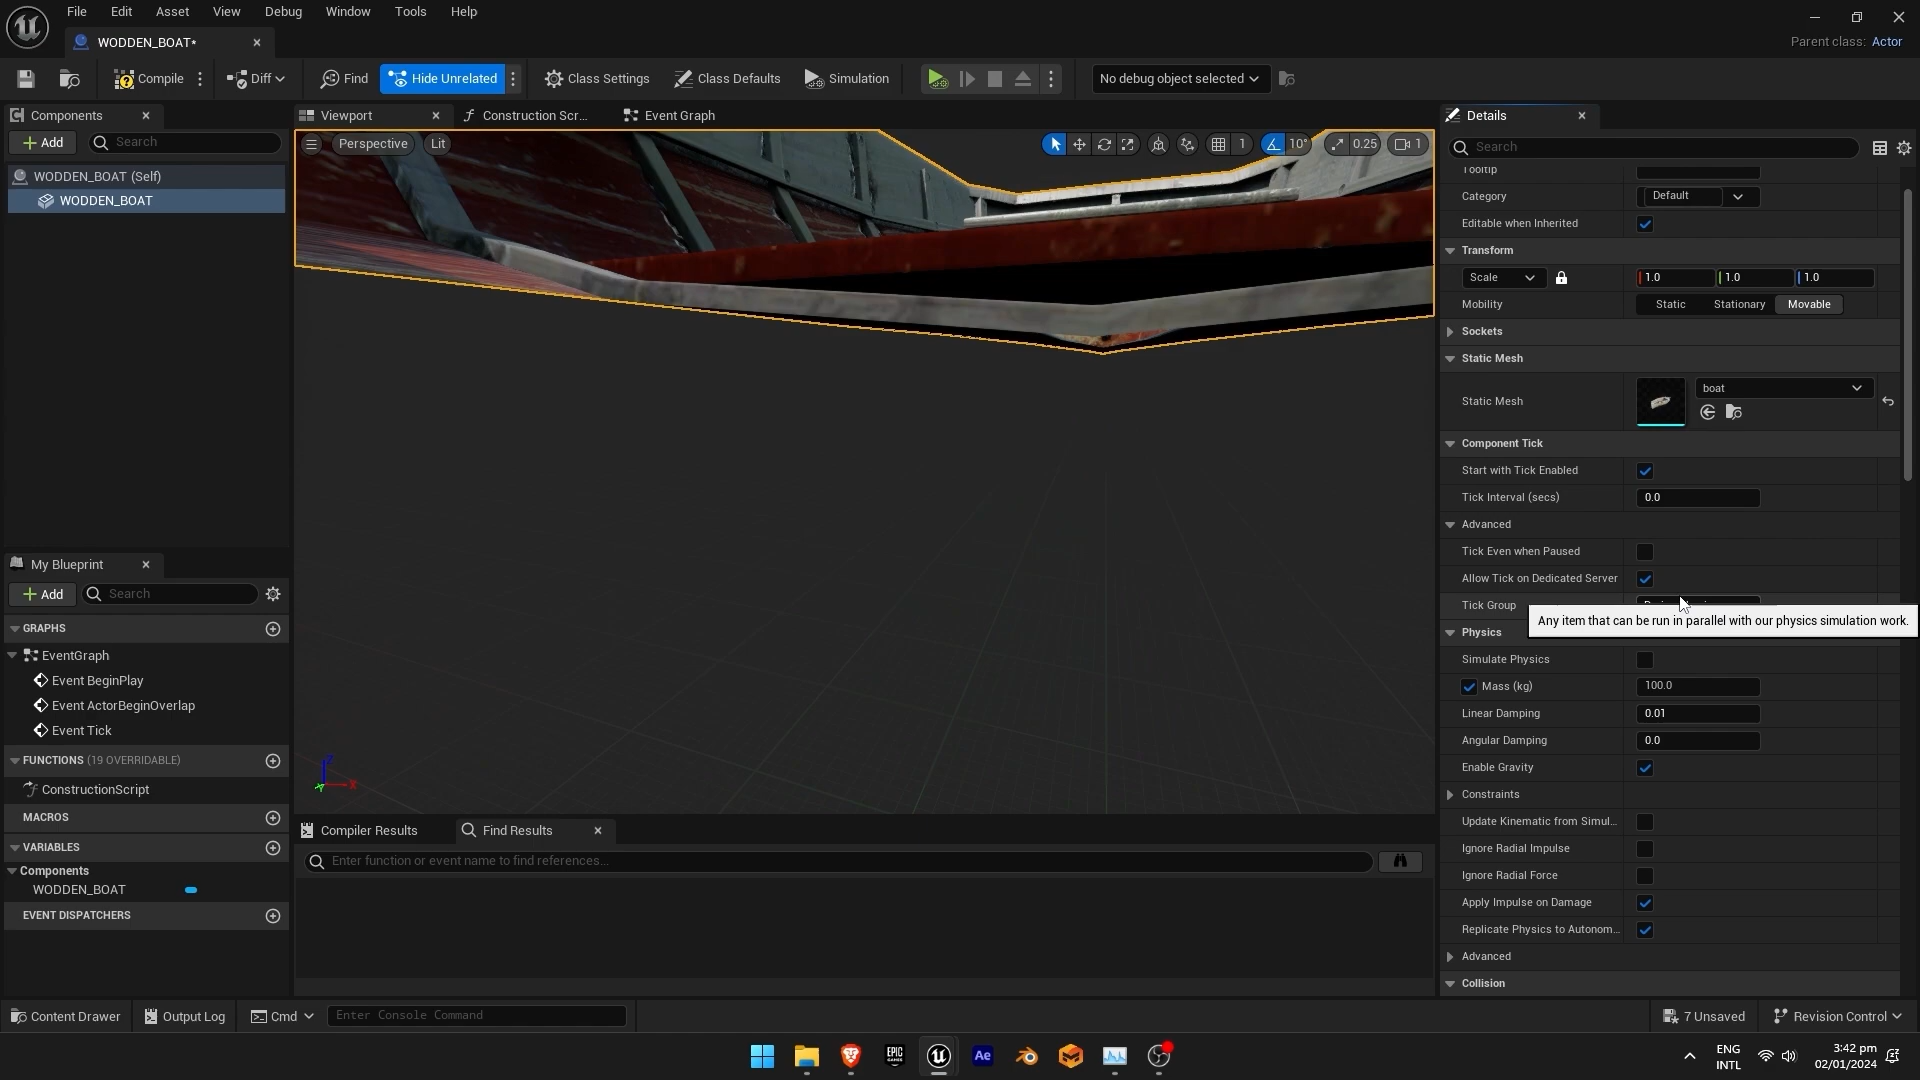 File Edit Asset View Debug Window Tools Help
WODDEN_BOAT*
Parent class: Actor
Compile Diff Find Hide Unrelated Class Settings Class Defaults Simulation No debug object selected
Components
Add Search
WODDEN_BOAT (Self)
WODDEN_BOAT
My Blueprint
Add Search
GRAPHS
EventGraph
Event BeginPlay
Event ActorBeginOverlap
Event Tick
FUNCTIONS (19 OVERRIDABLE)
ConstructionScript
MACROS
VARIABLES
Components
WODDEN_BOAT
EVENT DISPATCHERS
Viewport Construction Scr... Event Graph
Perspective Lit 1 10° 0.25 1
Z
X
Y
Compiler Results Find Results
Enter function or event name to find references...
Details
Search
Tooltip
Category Default
Editable when Inherited
Transform
Scale 1.0 1.0 1.0
Mobility Static Stationary Movable
Sockets
Static Mesh
Static Mesh boat
Component Tick
Start with Tick Enabled
Tick Interval (secs) 0.0
Advanced
Tick Even when Paused
Allow Tick on Dedicated Server
Tick Group
Any item that can be run in parallel with our physics simulation work.
Physics
Simulate Physics
Mass (kg) 100.0
Linear Damping 0.01
Angular Damping 0.0
Enable Gravity
Constraints
Update Kinematic from Simul...
Ignore Radial Impulse
Ignore Radial Force
Apply Impulse on Damage
Replicate Physics to Autonom...
Advanced
Collision
Content Drawer Output Log Cmd Enter Console Command 7 Unsaved Revision Control
EPIC GAMES Ae
ENG INTL
3:42 pm
02/01/2024